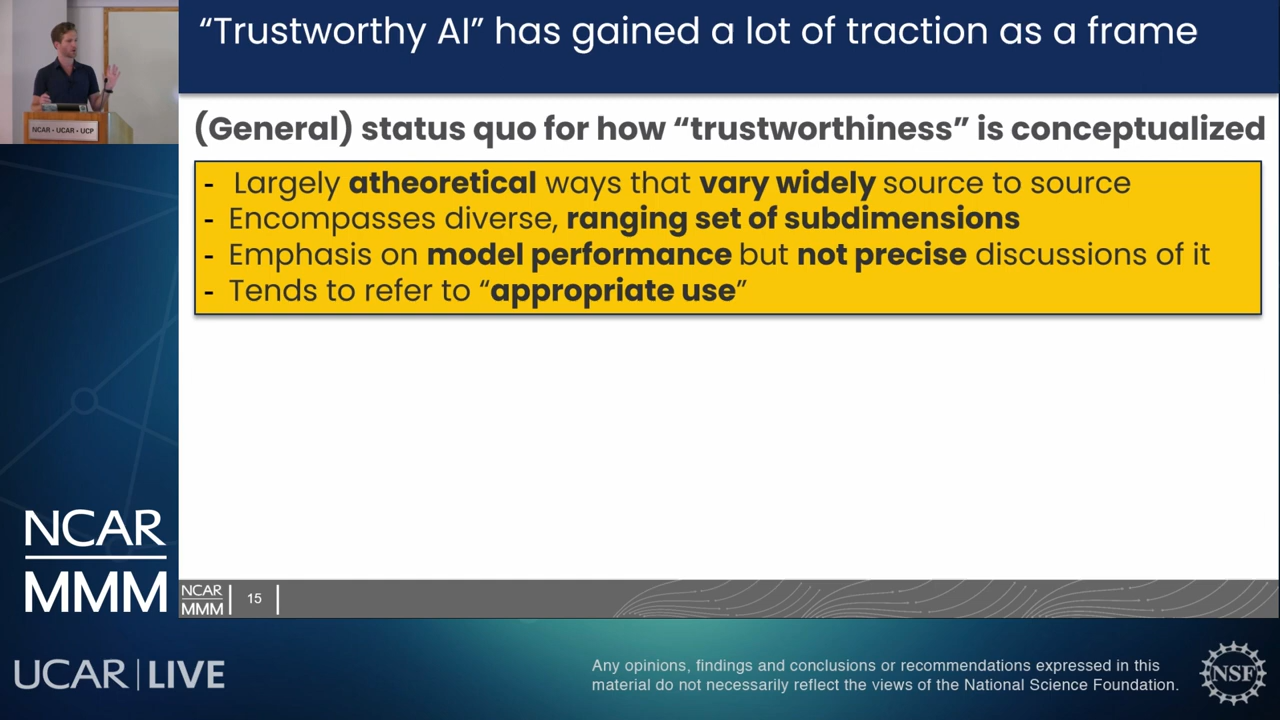 “Trustworthy AI” has gained a lot of traction as a frame
NCAR • UCAR • UCP
(General) status quo for how “trustworthiness” is conceptualized
- Largely atheoretical ways that vary widely source to source
- Encompasses diverse, ranging set of subdimensions
- Emphasis on model performance but not precise discussions of it
- Tends to refer to “appropriate use”
NCAR
MMM
NCAR
MMM
15
UCAR | LIVE
Any opinions, findings and conclusions or recommendations expressed in this
material do not necessarily reflect the views of the National Science Foundation.
NSF